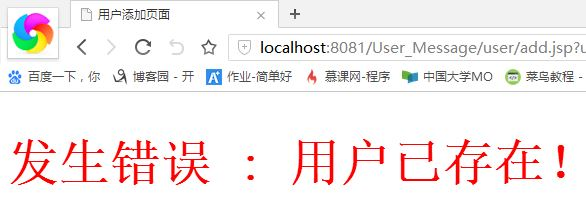 用户添加页面
localhost:8081/User_Message/user/add.jsp?u
百度一下，你 博客园 - 开 作业-简单好 慕课网-程序 中国大学MO 菜鸟教程 -
发生错误 ： 用户已存在！